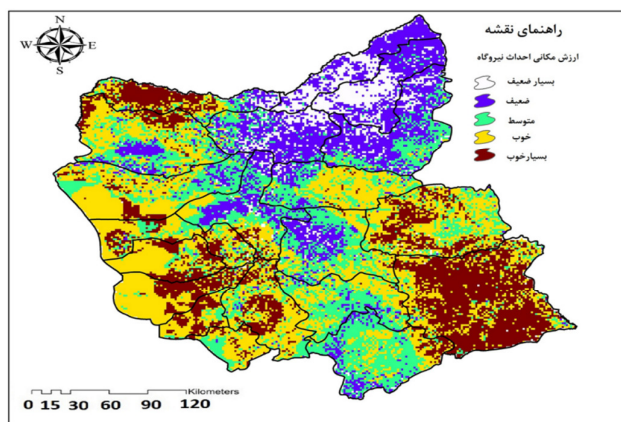 N
W E
S
راهنمای نقشه
ارزش مکانی احداث نیروگاه
بسیار ضعیف
ضعیف
متوسط
خوب
بسیارخوب
Kilometers
0 15 30 60 90 120